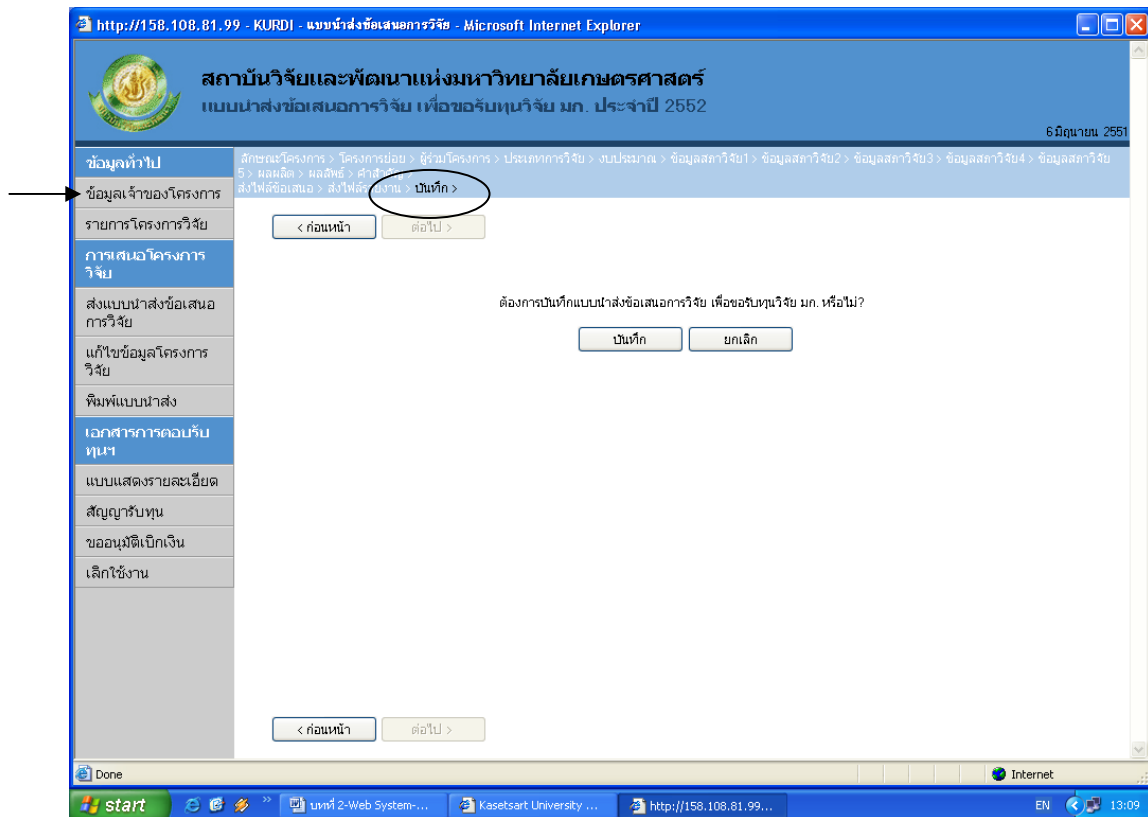 http://158.108.81.99 - KURDI - แบบนำส่งข้อเสนอการวิจัย - Microsoft Internet Explorer
สถาบันวิจัยและพัฒนาแห่งมหาวิทยาลัยเกษตรศาสตร์
แบบนำส่งข้อเสนอการวิจัย เพื่อขอรับทุนวิจัย มก. ประจำปี 2552
6 มิถุนายน 2551
ข้อมูลทั่วไป
ข้อมูลเจ้าของโครงการ
รายการโครงการวิจัย
การเสนอโครงการ
วิจัย
ส่งแบบนำส่งข้อเสนอ
การวิจัย
แก้ไขข้อมูลโครงการ
วิจัย
พิมพ์แบบนำส่ง
เอกสารการตอบรับ
ทุนฯ
แบบแสดงรายละเอียด
สัญญารับทุน
ขออนุมัติเบิกเงิน
เลิกใช้งาน
ลักษณะโครงการ > โครงการย่อย > ผู้ร่วมโครงการ > ประเภทการวิจัย > งบประมาณ > ข้อมูลสภาวิจัย1 > ข้อมูลสภาวิจัย2 > ข้อมูลสภาวิจัย3 > ข้อมูลสภาวิจัย4 > ข้อมูลสภาวิจัย
5 > ผลผลิต > ผลลัพธ์ > คำสำคัญ >
ส่งไฟล์ข้อเสนอ > ส่งไฟล์รายงาน > บันทึก >
< ก่อนหน้า ต่อไป >
ต้องการบันทึกแบบนำส่งข้อเสนอการวิจัย เพื่อขอรับทุนวิจัย มก. หรือไม่?
บันทึก ยกเลิก
< ก่อนหน้า ต่อไป >
Done Internet
start บทที่ 2-Web System-... Kasetsart University ... http://158.108.81.99... EN 13:09